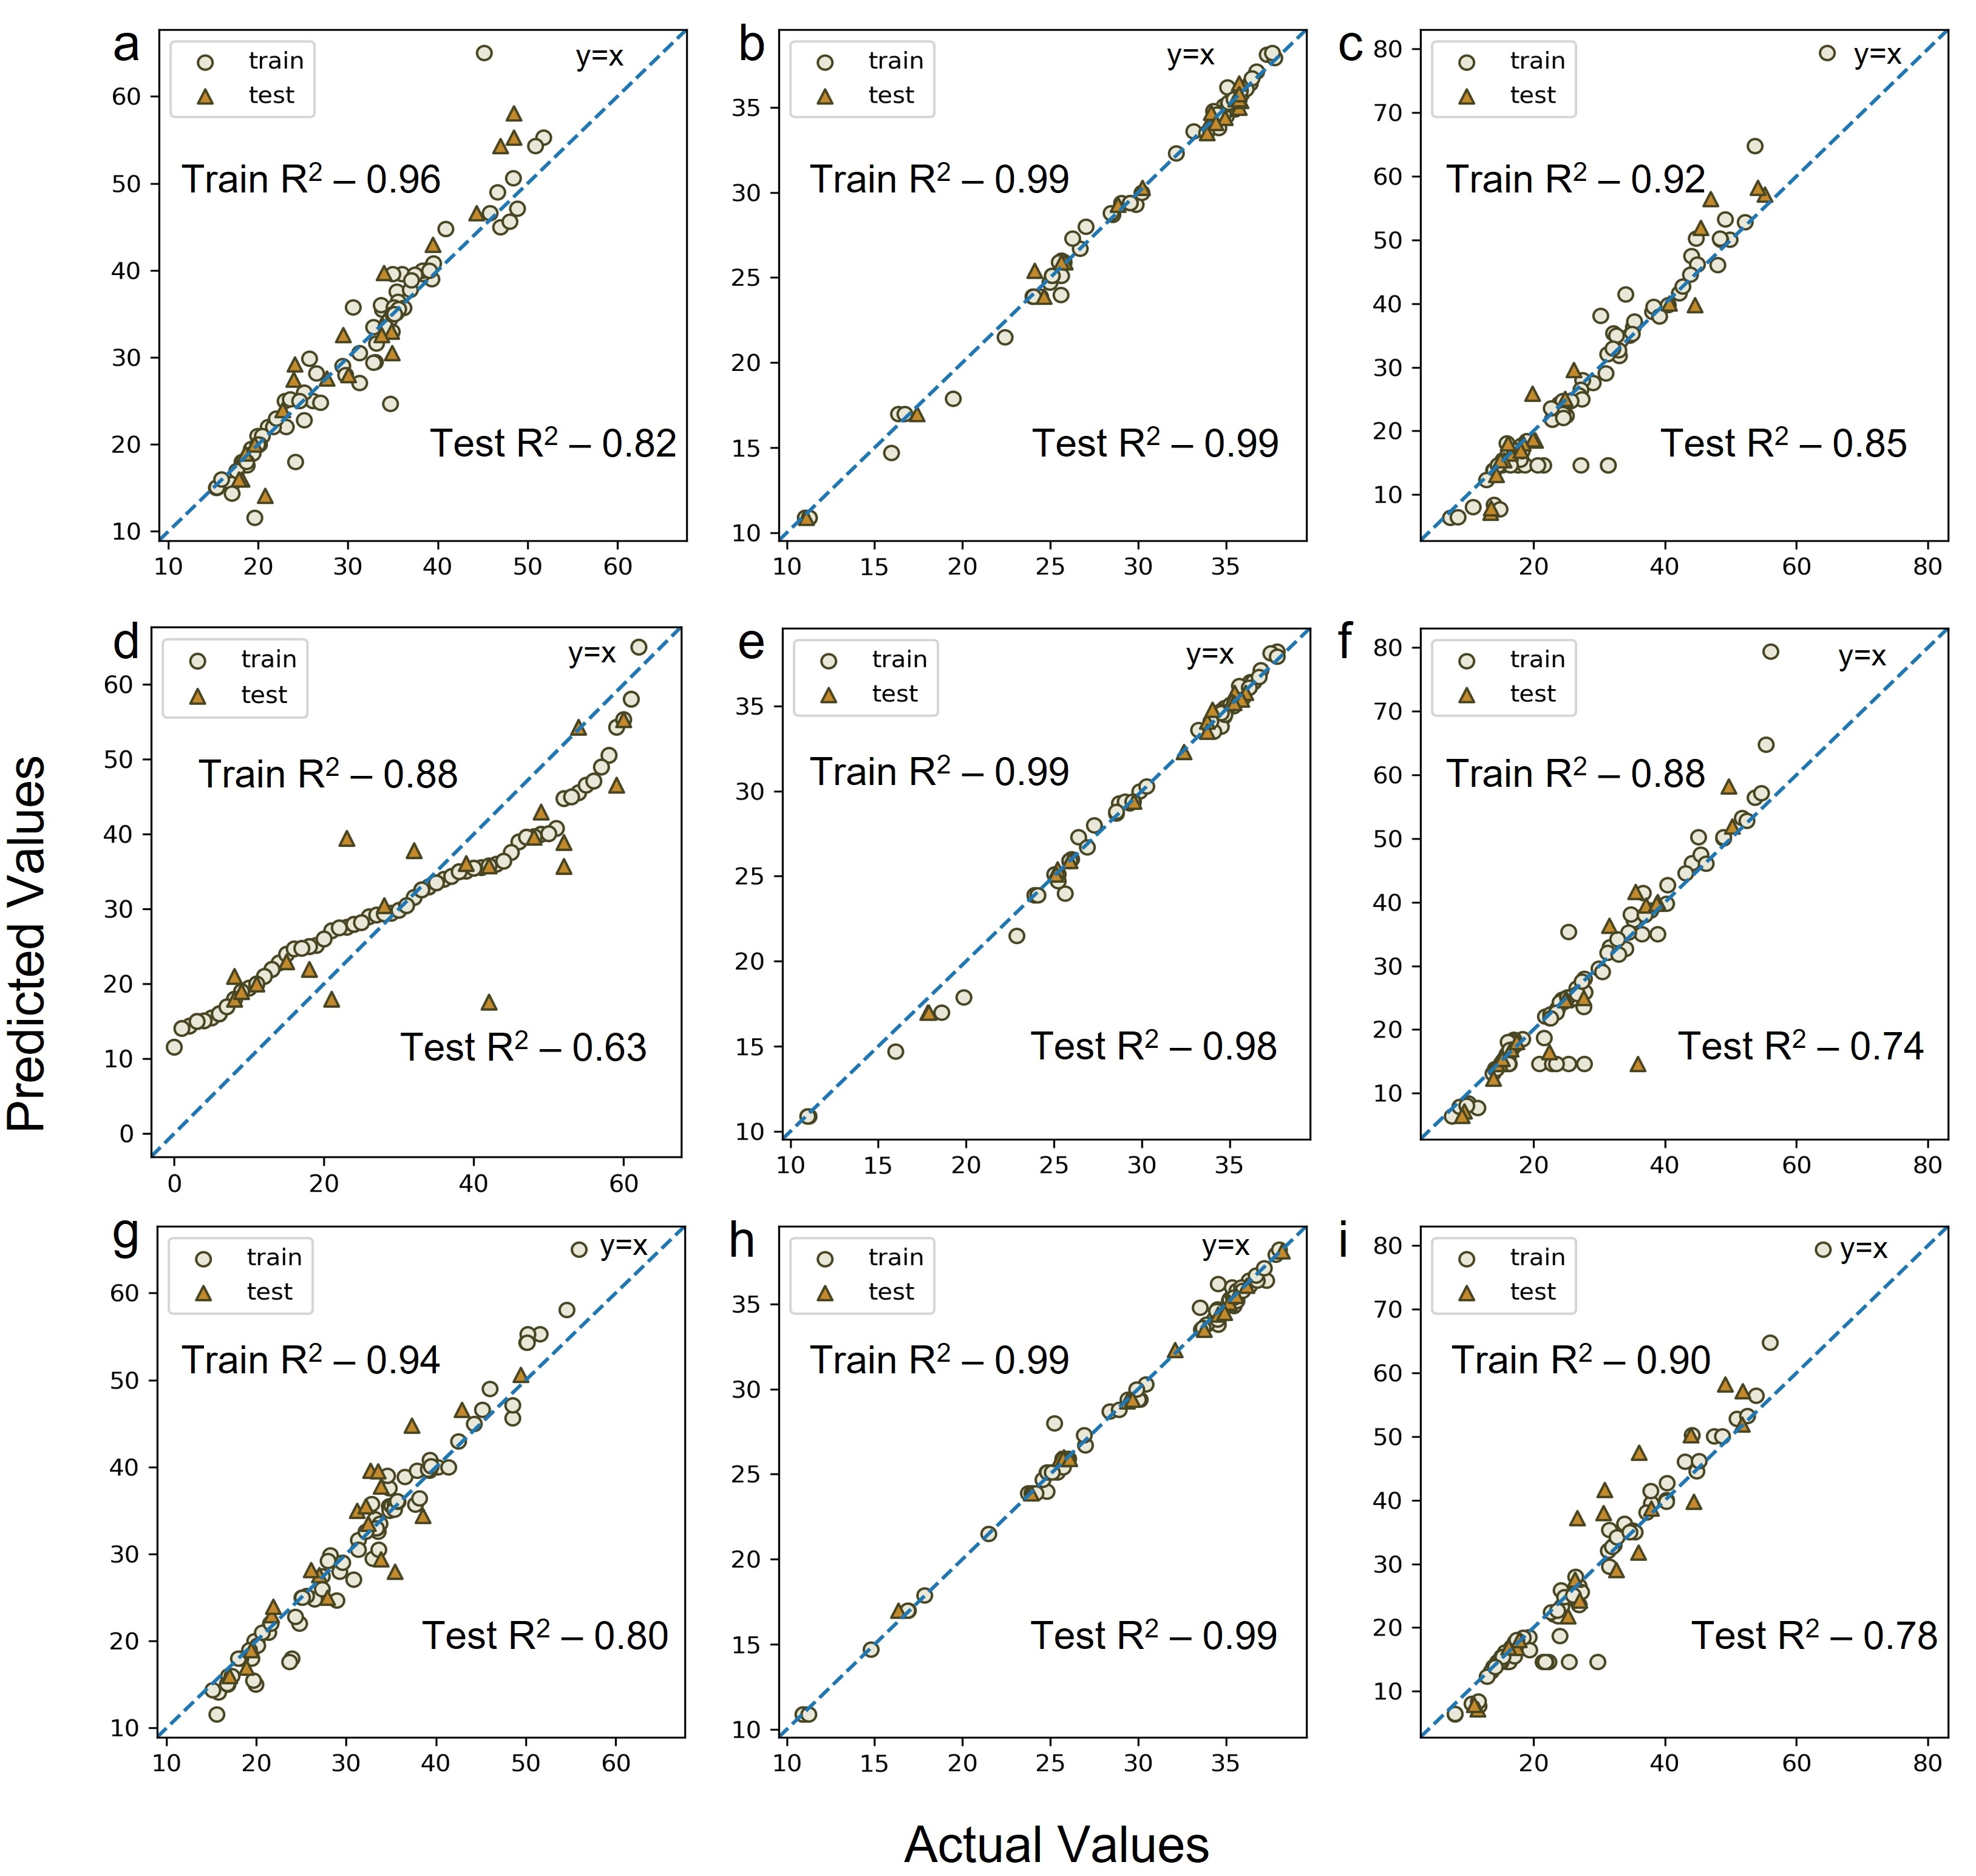 a
train
test
y=x
Train R² – 0.96
Test R² – 0.82
60
50
40
30
20
10
10 20 30 40 50 60
b
train
test
y=x
Train R² – 0.99
Test R² – 0.99
35
30
25
20
15
10
10 15 20 25 30 35
c
train
test
y=x
Train R² – 0.92
Test R² – 0.85
80
70
60
50
40
30
20
10
20 40 60 80
d
train
test
y=x
Train R² – 0.88
Test R² – 0.63
60
50
40
30
20
10
0
0 20 40 60
e
train
test
y=x
Train R² – 0.99
Test R² – 0.98
35
30
25
20
15
10
10 15 20 25 30 35
f
train
test
y=x
Train R² – 0.88
Test R² – 0.74
80
70
60
50
40
30
20
10
20 40 60 80
g
train
test
y=x
Train R² – 0.94
Test R² – 0.80
60
50
40
30
20
10
10 20 30 40 50 60
h
train
test
y=x
Train R² – 0.99
Test R² – 0.99
35
30
25
20
15
10
10 15 20 25 30 35
i
train
test
y=x
Train R² – 0.90
Test R² – 0.78
80
70
60
50
40
30
20
10
20 40 60 80
Predicted Values
Actual Values